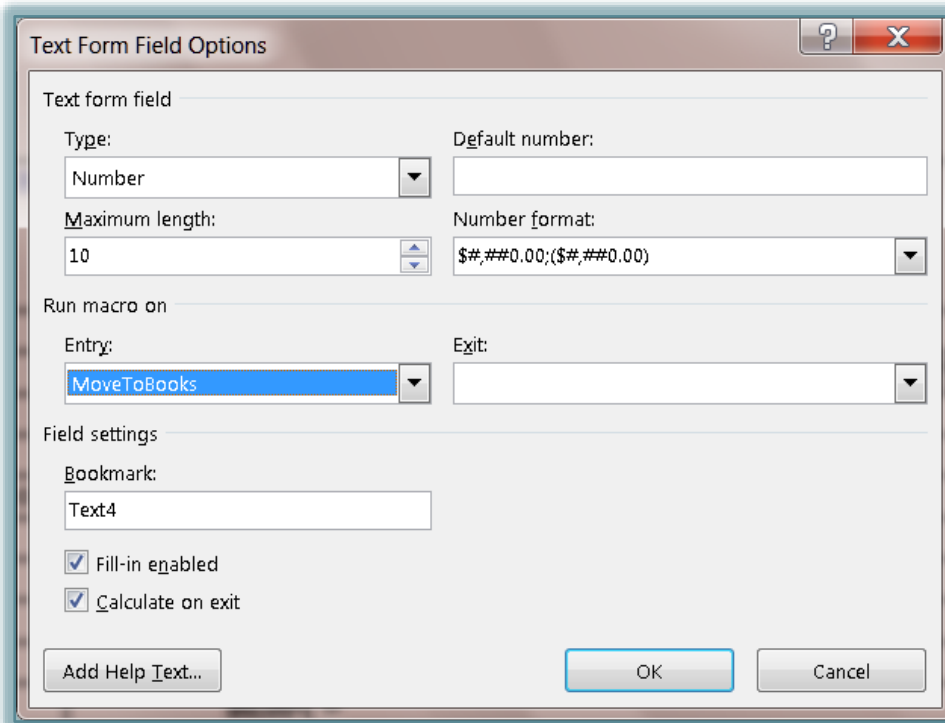 Text Form Field Options
Text form field
Type: Default number:
Number
Maximum length: Number format:
10 $#,##0.00;($#,##0.00)
Run macro on
Entry: Exit:
MoveToBooks
Field settings
Bookmark:
Text4
Fill-in enabled
Calculate on exit
Add Help Text... OK Cancel